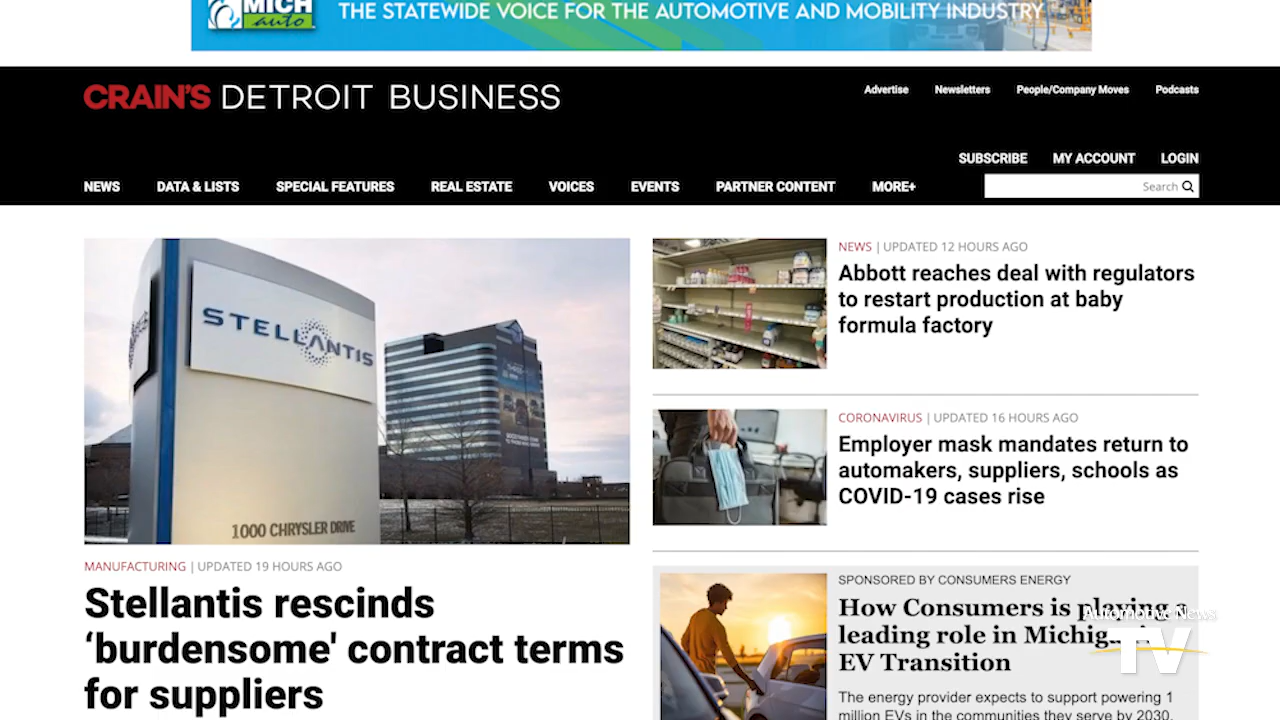 MICH
auto
THE STATEWIDE VOICE FOR THE AUTOMOTIVE AND MOBILITY INDUSTRY
CRAIN'S DETROIT BUSINESS
Advertise Newsletters People/Company Moves Podcasts
SUBSCRIBE MY ACCOUNT LOGIN
NEWS DATA & LISTS SPECIAL FEATURES REAL ESTATE VOICES EVENTS PARTNER CONTENT MORE+
Search
STELLANTIS
1000 CHRYSLER DRIVE
MANUFACTURING | UPDATED 19 HOURS AGO
Stellantis rescinds
‘burdensome' contract terms
for suppliers
NEWS | UPDATED 12 HOURS AGO
Abbott reaches deal with regulators
to restart production at baby
formula factory
CORONAVIRUS | UPDATED 16 HOURS AGO
Employer mask mandates return to
automakers, suppliers, schools as
COVID-19 cases rise
SPONSORED BY CONSUMERS ENERGY
How Consumers is playing a
leading role in
EV Transition
The energy provider expects to support powering 1
million EVs in the communities they serve by 2030.
Automotive News
TV